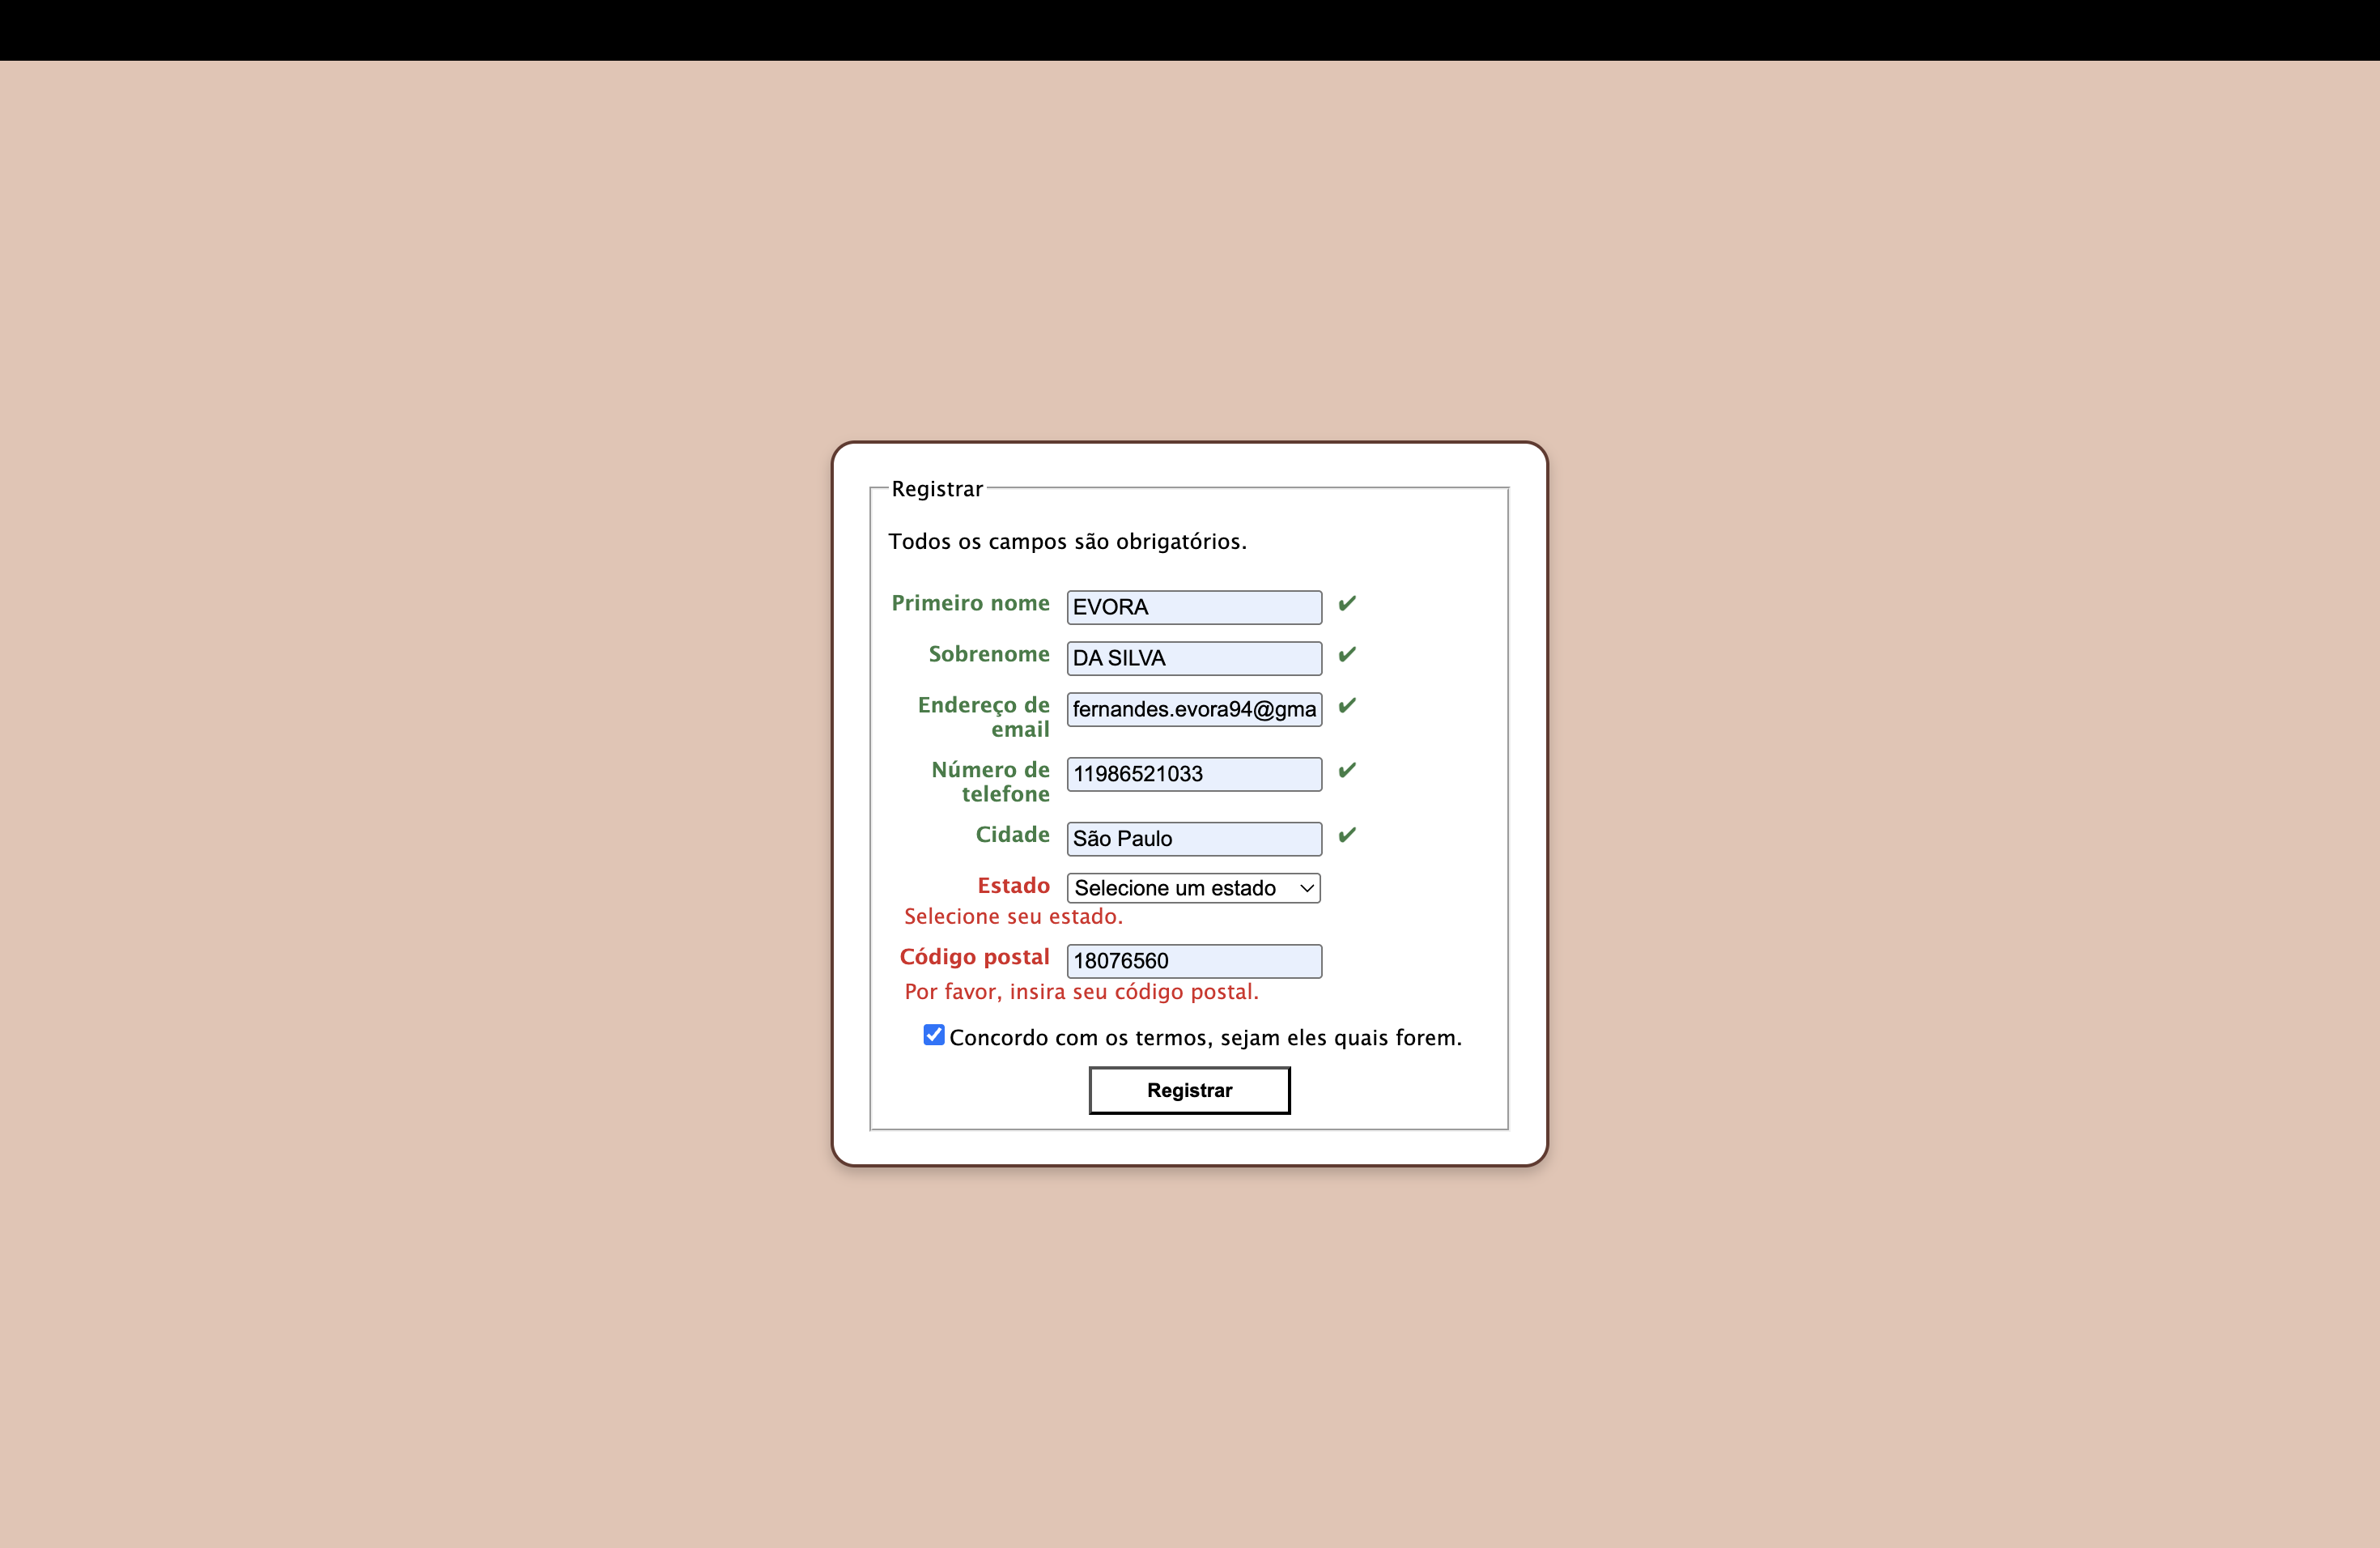 Registrar
Todos os campos são obrigatórios.
Primeiro nome EVORA ✔
Sobrenome DA SILVA ✔
Endereço de email fernandes.evora94@gma ✔
Número de telefone 11986521033 ✔
Cidade São Paulo ✔
Estado Selecione um estado
Selecione seu estado.
Código postal 18076560
Por favor, insira seu código postal.
Concordo com os termos, sejam eles quais forem.
Registrar